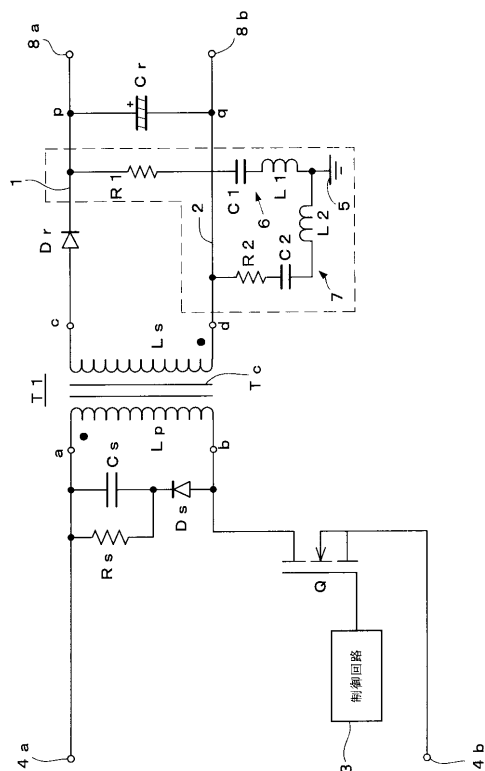 8a
8b
p
Cr
+
q
1
R1
C1
L1
6
5
2
R2
C2
L2
7
Dr
c
Ls
d
T1
Tc
a
Lp
b
Cs
Rs
Ds
Q
制御回路
3
4a
4b